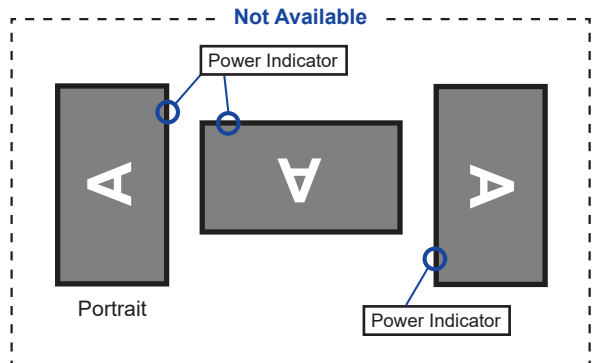 Not Available
Power Indicator
A
A
A
Portrait
Power Indicator